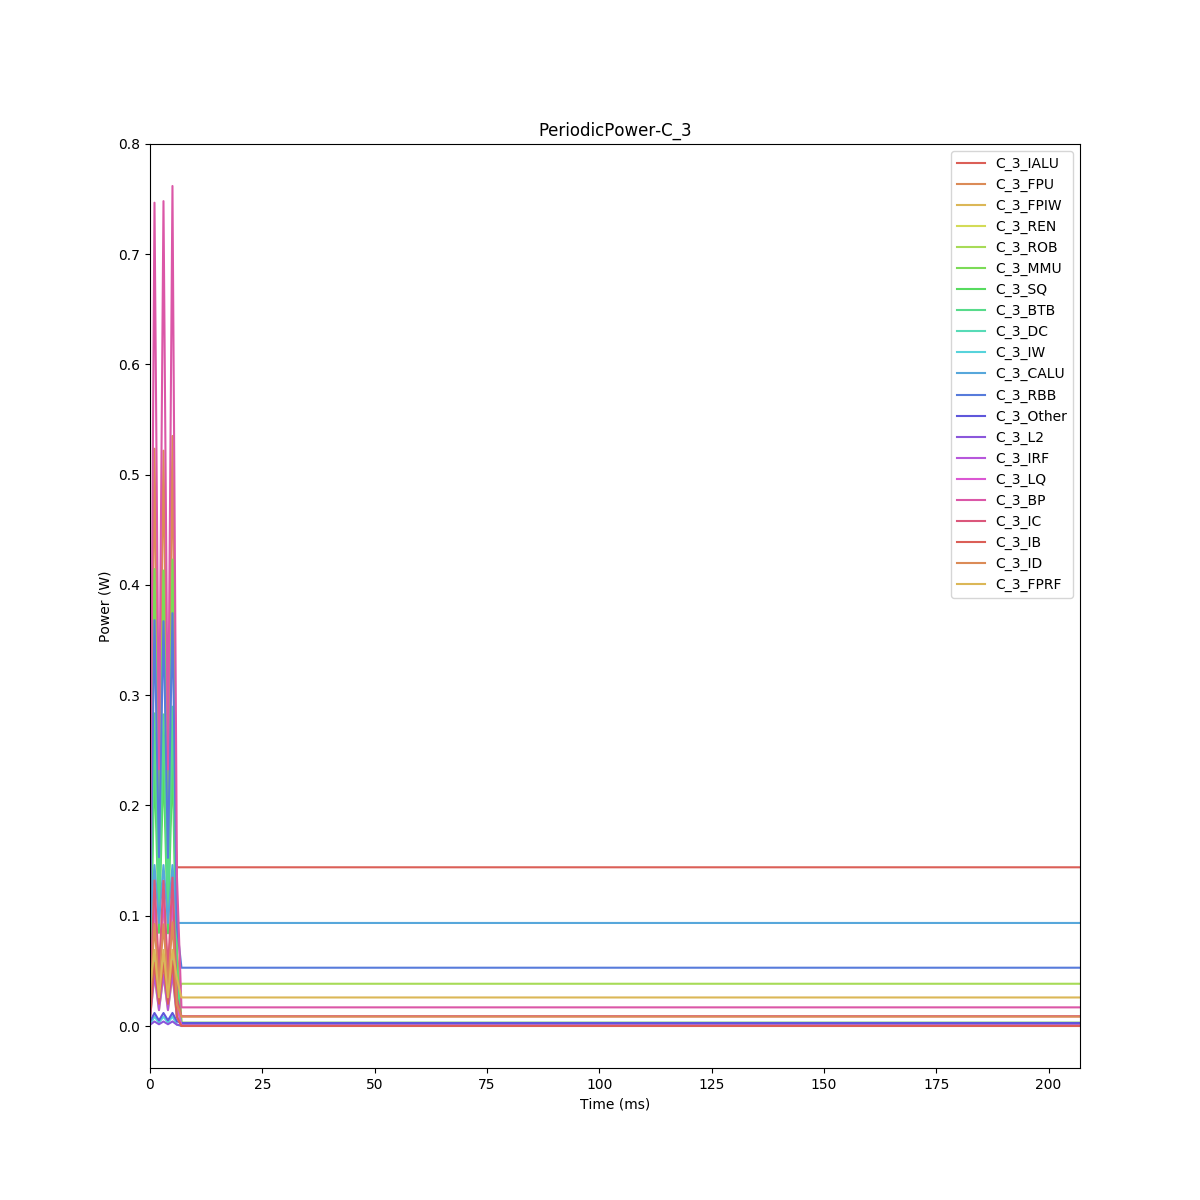 PeriodicPower-C_3
0.8
0.7
0.6
0.5
0.4
0.3
0.2
0.1
0.0
Power (W)
C_3_IALU
C_3_FPU
C_3_FPIW
C_3_REN
C_3_ROB
C_3_MMU
C_3_SQ
C_3_BTB
C_3_DC
C_3_IW
C_3_CALU
C_3_RBB
C_3_Other
C_3_L2
C_3_IRF
C_3_LQ
C_3_BP
C_3_IC
C_3_IB
C_3_ID
C_3_FPRF
0 25 50 75 100 125 150 175 200
Time (ms)